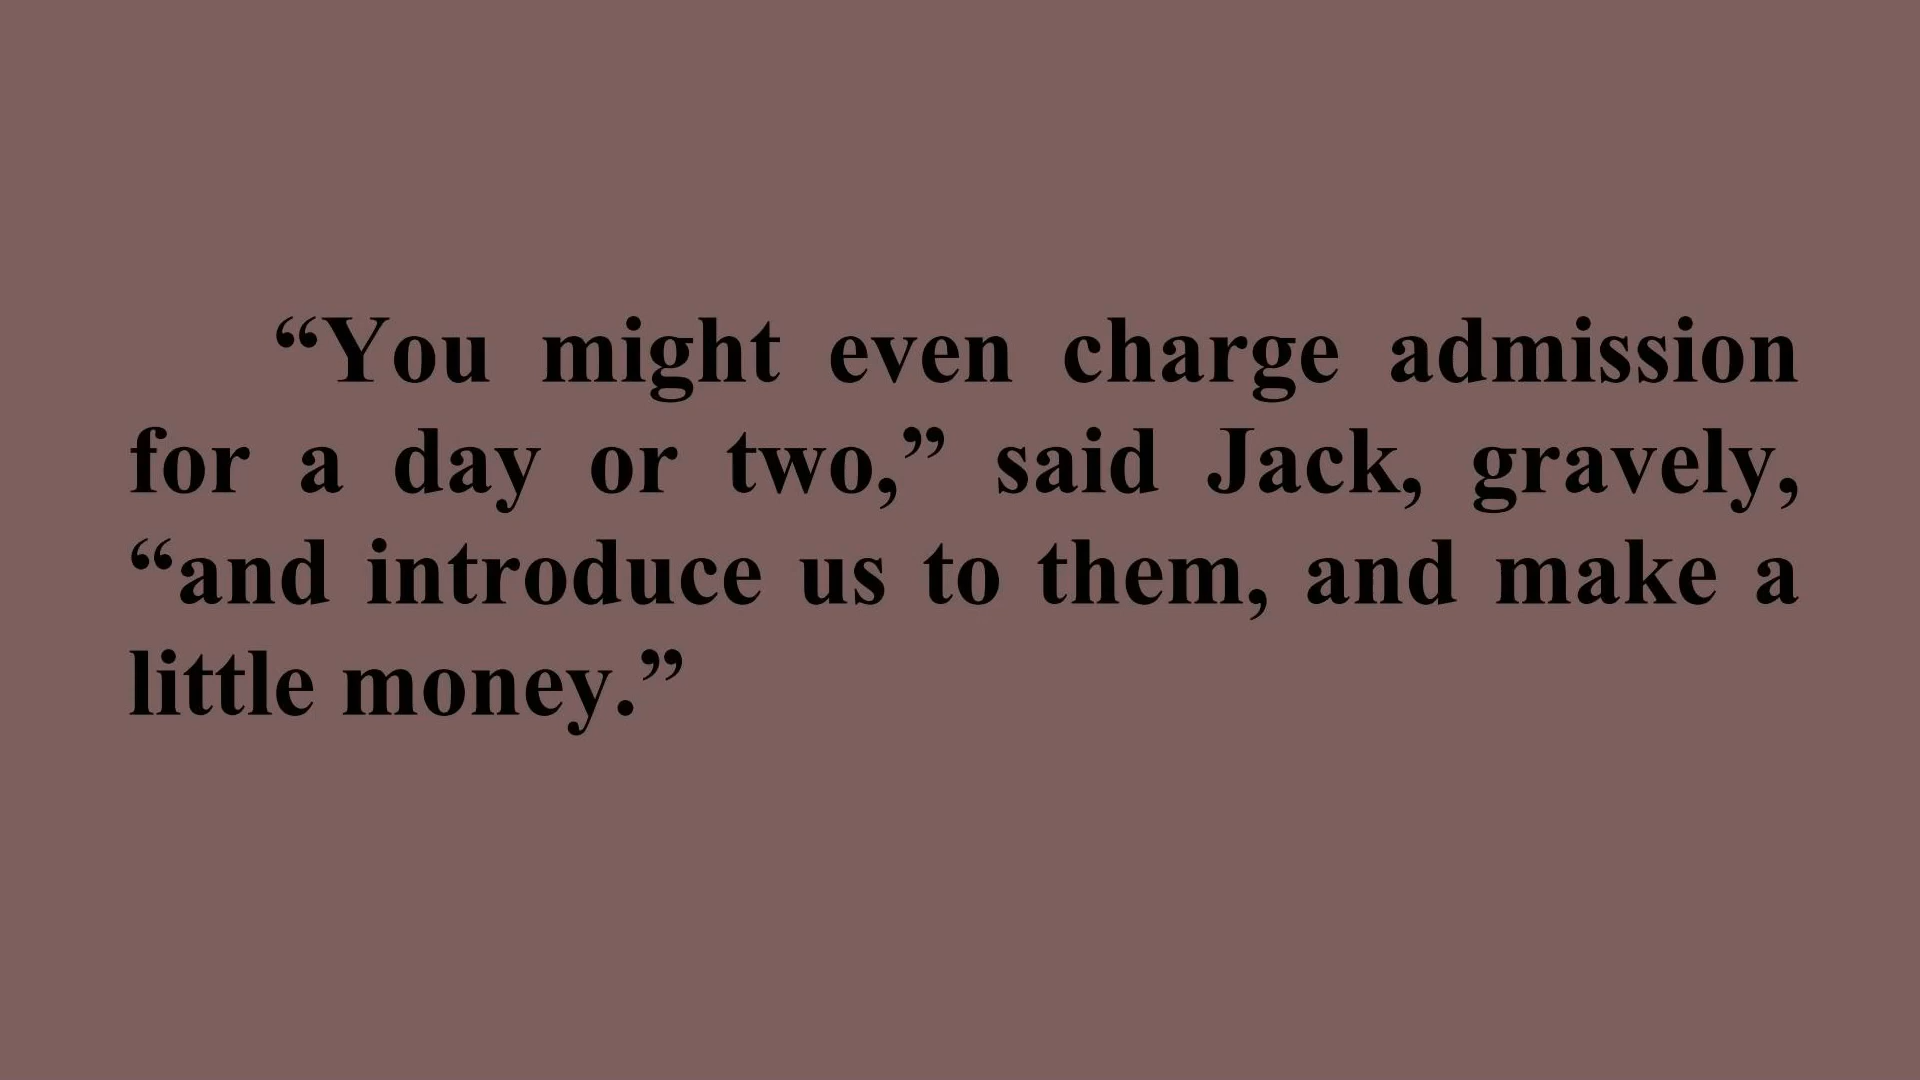 “You might even charge admission
for a day or two,” said Jack, gravely,
“and introduce us to them, and make a
little money.”